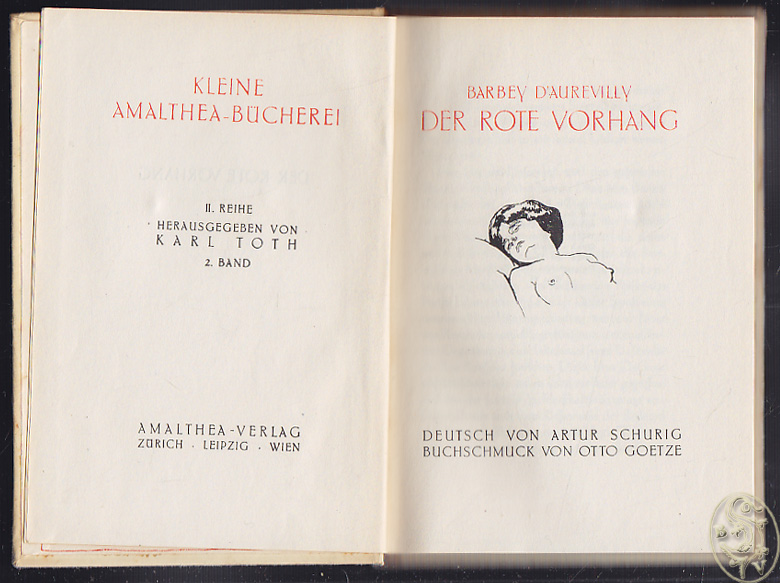 KLEINE
AMALTHEA-BÜCHEREI
II. REIHE
HERAUSGEGEBEN VON
KARL TOTH
2. BAND
AMALTHEA-VERLAG
ZÜRICH · LEIPZIG · WIEN
BARBEY D'AUREVILLY
DER ROTE VORHANG
DEUTSCH VON ARTUR SCHURIG
BUCHSCHMUCK VON OTTO GOETZE